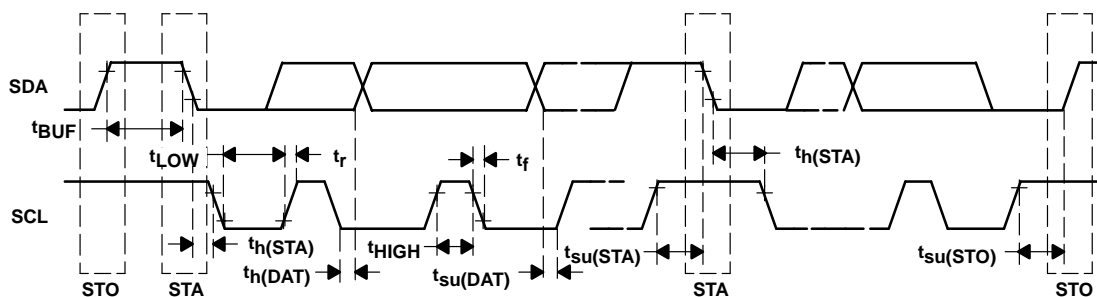 SDA
tBUF
tLOW
tr
tf
th(STA)
SCL
th(STA)
th(DAT)
tHIGH
tsu(DAT)
tsu(STA)
tsu(STO)
STO
STA
STA
STO